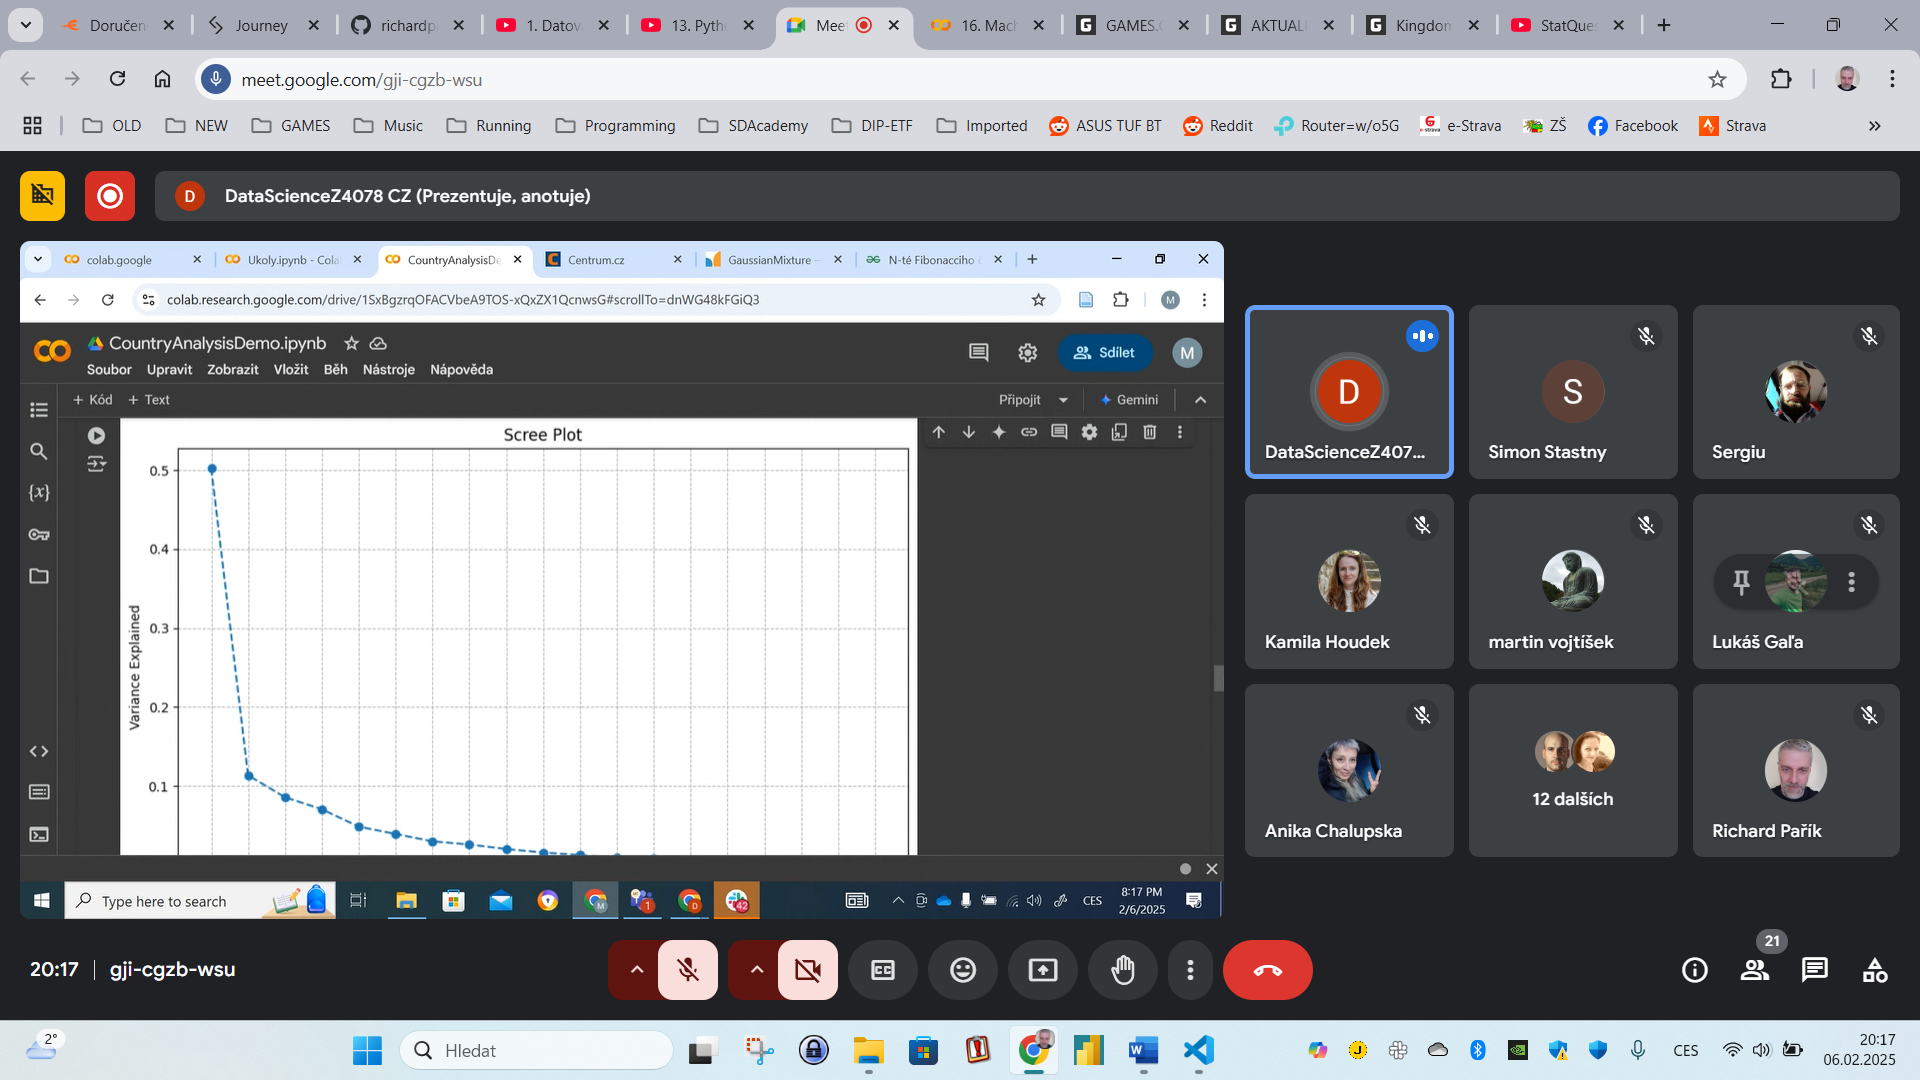 Doručen
Journey
richardp
1. Datov
13. Pyth
Meet
16. Mach
GAMES.
AKTUAL
Kingdom
StatQues
meet.google.com/gji-cgzb-wsu
OLD
NEW
GAMES
Music
Running
Programming
SDAcademy
DIP-ETF
Imported
ASUS TUF BT
Reddit
Router=w/o5G
e-Strava
ZŠ
Facebook
Strava
D
DataScienceZ4078 CZ (Prezentuje, anotuje)
colab.google
Ukoly.ipynb - Cola
CountryAnalysisDe
Centrum.cz
GaussianMixture –
N-té Fibonacciho
colab.research.google.com/drive/1SxBgzrqOFACVbeA9TOS-xQxZX1QcnwsG#scrollTo=dnWG48kFGiQ3
M
CountryAnalysisDemo.ipynb
Soubor Upravit Zobrazit Vložit Běh Nástroje Nápověda
Sdílet
M
+ Kód + Text
Připojit
Gemini
Scree Plot
0.5
0.4
0.3
0.2
0.1
Variance Explained
Type here to search
CES
8:17 PM
2/6/2025
D
DataScienceZ407...
S
Simon Stastny
Sergiu
Kamila Houdek
martin vojtíšek
Lukáš Gaľa
Anika Chalupska
12 dalších
Richard Pařík
20:17
gji-cgzb-wsu
21
2°
Hledat
CES
20:17
06.02.2025